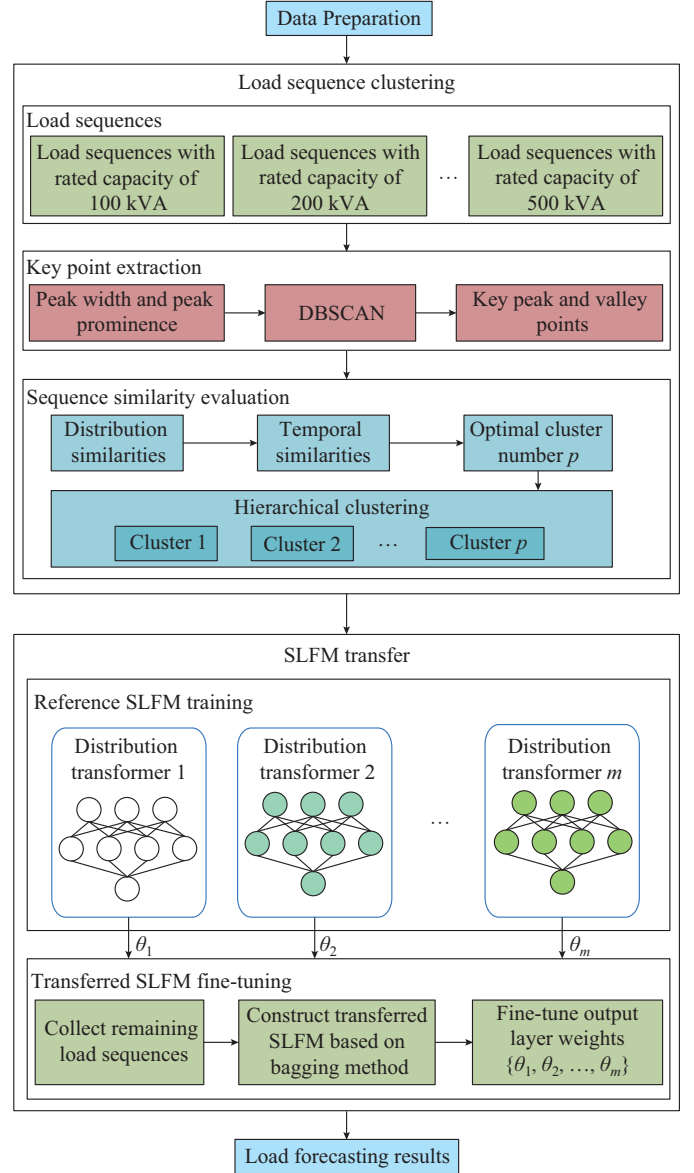 Data Preparation
Load sequence clustering
Load sequences
Load sequences with
rated capacity of
100 kVA
Load sequences with
rated capacity of
200 kVA
…
Load sequences with
rated capacity of
500 kVA
Key point extraction
Peak width and peak
prominence
DBSCAN
Key peak and valley
points
Sequence similarity evaluation
Distribution
similarities
Temporal
similarities
Optimal cluster
number p
Hierarchical clustering
Cluster 1
Cluster 2
…
Cluster p
SLFM transfer
Reference SLFM training
Distribution
transformer 1
Distribution
transformer 2
…
Distribution
transformer m
θ₁
θ₂
θₘ
Transferred SLFM fine-tuning
Collect remaining
load sequences
Construct transferred
SLFM based on
bagging method
Fine-tune output
layer weights
{θ₁, θ₂, …, θₘ}
Load forecasting results